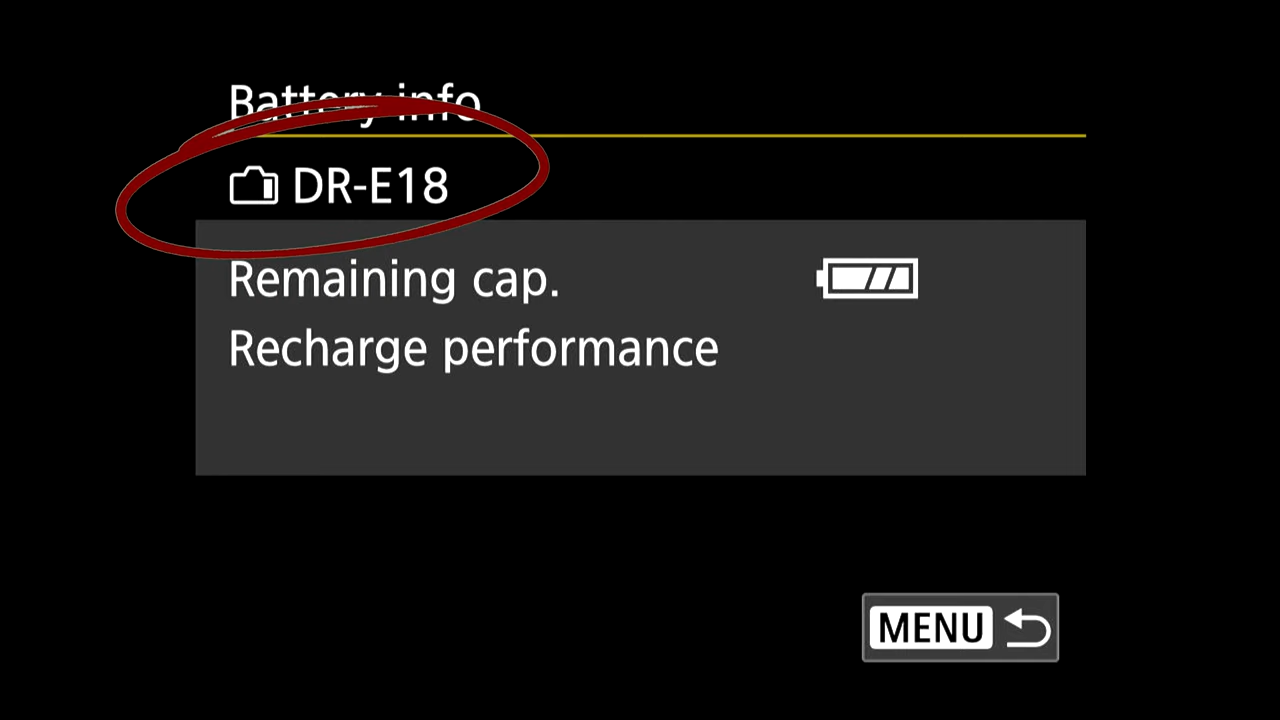 Battery info
DR-E18
Remaining cap.
Recharge performance
MENU